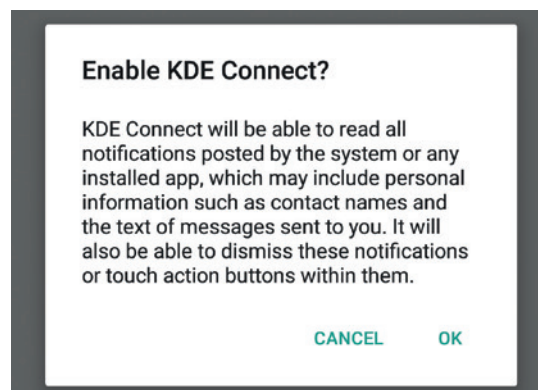 Enable KDE Connect?
KDE Connect will be able to read all
notifications posted by the system or any
installed app, which may include personal
information such as contact names and
the text of messages sent to you. It will
also be able to dismiss these notifications
or touch action buttons within them.
CANCEL OK